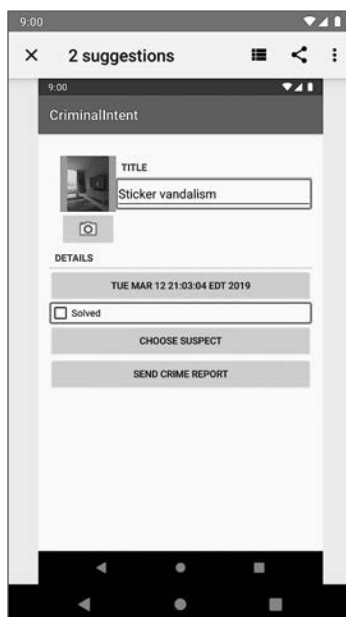 9:00
2 suggestions
9:00
CriminalIntent
TITLE
Sticker vandalism
DETAILS
TUE MAR 12 21:03:04 EDT 2019
Solved
CHOOSE SUSPECT
SEND CRIME REPORT